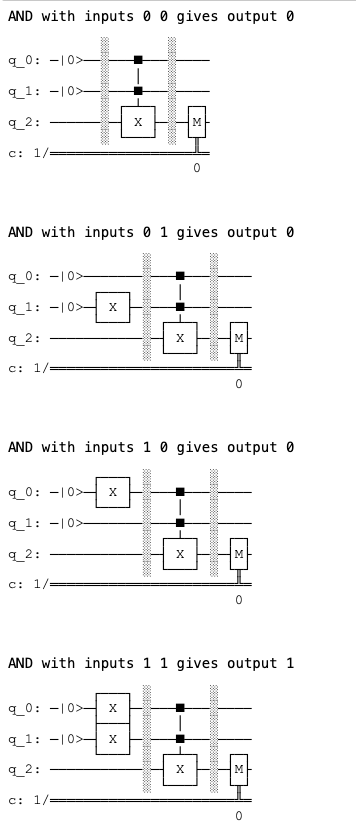 AND with inputs 0 0 gives output 0
q_0: |0>
q_1: |0>
q_2: X M
c: 1/
0
AND with inputs 0 1 gives output 0
q_0: |0>
q_1: |0> X
q_2: X M
c: 1/
0
AND with inputs 1 0 gives output 0
q_0: |0> X
q_1: |0>
q_2: X M
c: 1/
0
AND with inputs 1 1 gives output 1
q_0: |0> X
q_1: |0> X
q_2: X M
c: 1/
0